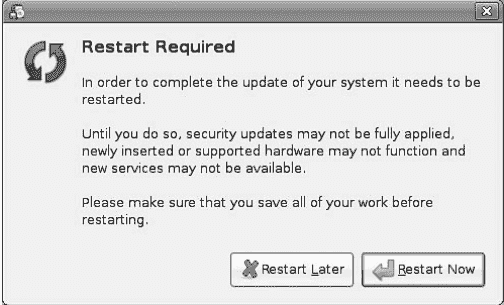 Restart Required
In order to complete the update of your system it needs to be
restarted.
Until you do so, security updates may not be fully applied,
newly inserted or supported hardware may not function and
new services may not be available.
Please make sure that you save all of your work before
restarting.
Restart Later
Restart Now